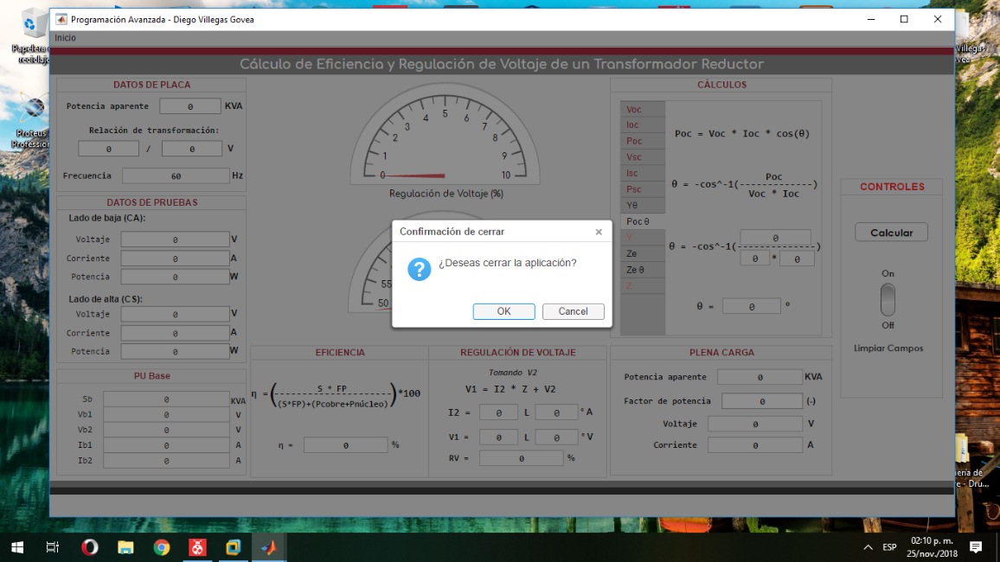 Programación Avanzada - Diego Villegas Govea
Inicio
Cálculo de Eficiencia y Regulación de Voltaje de un Transformador Reductor
Papelera
reciclaje
Proteus
Profession
DATOS DE PLACA
Potencia aparente 0 KVA
Relación de transformación:
0 / 0 V
Frecuencia 60 Hz
DATOS DE PRUEBAS
Lado de baja (CA):
Voltaje 0 V
Corriente 0 A
Potencia 0 W
Lado de alta (CS):
Voltaje 0 V
Corriente 0 A
Potencia 0 W
PU Base
Sb 0 KVA
Vb1 0 V
Vb2 0 V
Ib1 0 A
Ib2 0 A
0 1 2 3 4 5 6 7 8 9 10
Regulación de Voltaje (%)
50 55
Confirmación de cerrar
¿Deseas cerrar la aplicación?
OK Cancel
EFICIENCIA
S * FP
η = (---------------)*100
(S*FP)+(Pcobre+Pnúcleo)
η = 0 %
REGULACIÓN DE VOLTAJE
Tomando V2
V1 = I2 * Z + V2
I2 = 0 L 0 ° A
V1 = 0 L 0 ° V
RV = 0 %
CÁLCULOS
Voc
Ioc
Poc
Vsc
Isc
Psc
Yθ
Poc θ
Y
Ze
Ze θ
Z
Poc = Voc * Ioc * cos(θ)
Poc
θ = -cos^-1(--------------)
Voc * Ioc
0
θ = -cos^-1(--------------)
0 * 0
θ = 0 °
PLENA CARGA
Potencia aparente 0 KVA
Factor de potencia 0 (-)
Voltaje 0 V
Corriente 0 A
CONTROLES
Calcular
On
Off
Limpiar Campos
Villega
ESP
02:10 p. m.
25/nov./2018